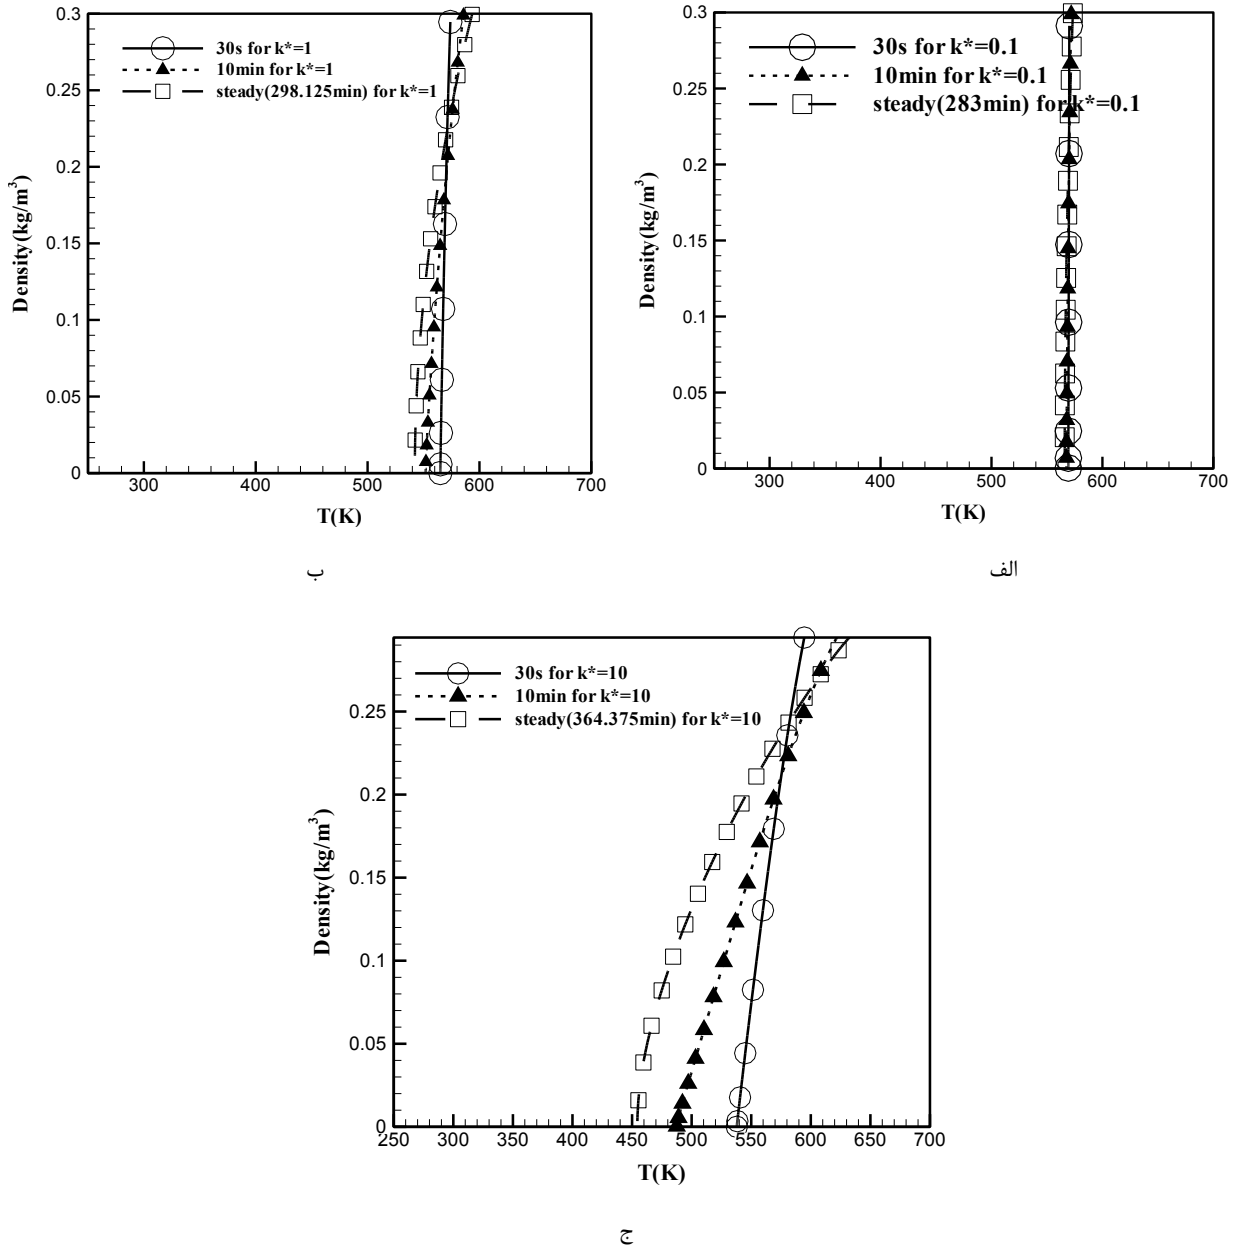 0.3
0.25
0.2
0.15
0.1
0.05
0
Density(kg/m³)
30s for k*=1
10min for k*=1
steady(298.125min) for k*=1
300 400 500 600 700
T(K)
ب
0.3
0.25
0.2
0.15
0.1
0.05
0
Density(kg/m³)
30s for k*=0.1
10min for k*=0.1
steady(283min) for k*=0.1
300 400 500 600 700
T(K)
الف
0.25
0.2
0.15
0.1
0.05
0
Density(kg/m³)
30s for k*=10
10min for k*=10
steady(364.375min) for k*=10
250 300 350 400 450 500 550 600 650 700
T(K)
ج